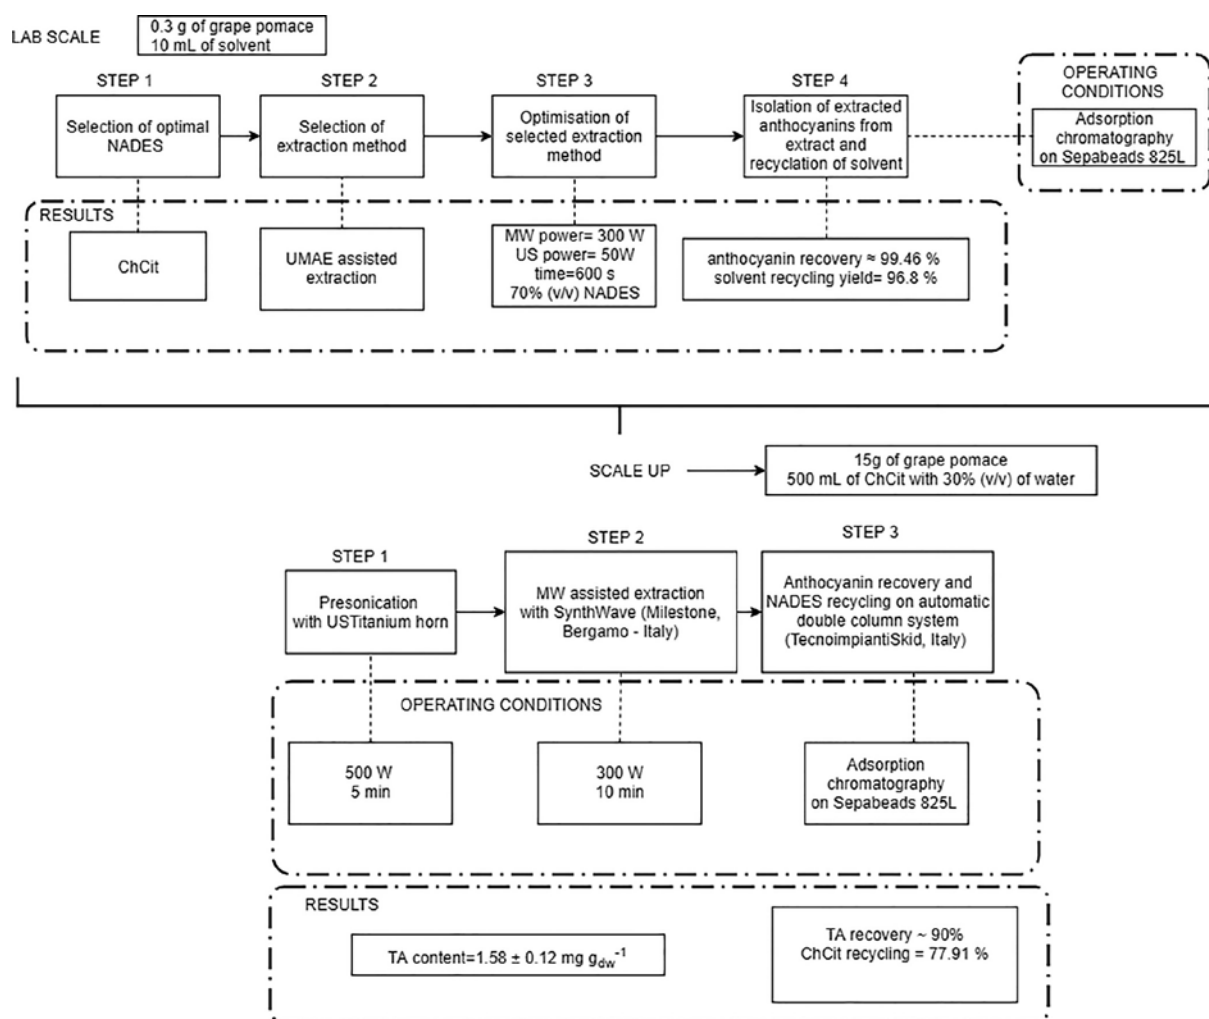 LAB SCALE
0.3 g of grape pomace
10 mL of solvent
STEP 1
Selection of optimal
NADES
STEP 2
Selection of
extraction method
STEP 3
Optimisation of
selected extraction
method
STEP 4
Isolation of extracted
anthocyanins from
extract and
recyclation of solvent
OPERATING
CONDITIONS
Adsorption
chromatography
on Sepabeads 825L
RESULTS
ChCit
UMAE assisted
extraction
MW power= 300 W
US power= 50W
time=600 s
70% (v/v) NADES
anthocyanin recovery ≈ 99.46 %
solvent recycling yield= 96.8 %
SCALE UP
15g of grape pomace
500 mL of ChCit with 30% (v/v) of water
STEP 1
Presonication
with USTitanium horn
STEP 2
MW assisted extraction
with SynthWave (Milestone,
Bergamo - Italy)
STEP 3
Anthocyanin recovery and
NADES recycling on automatic
double column system
(TecnoimpiantiSkid, Italy)
OPERATING CONDITIONS
500 W
5 min
300 W
10 min
Adsorption
chromatography
on Sepabeads 825L
RESULTS
TA content=1.58 ± 0.12 mg g_dw^-1
TA recovery ~ 90%
ChCit recycling = 77.91 %